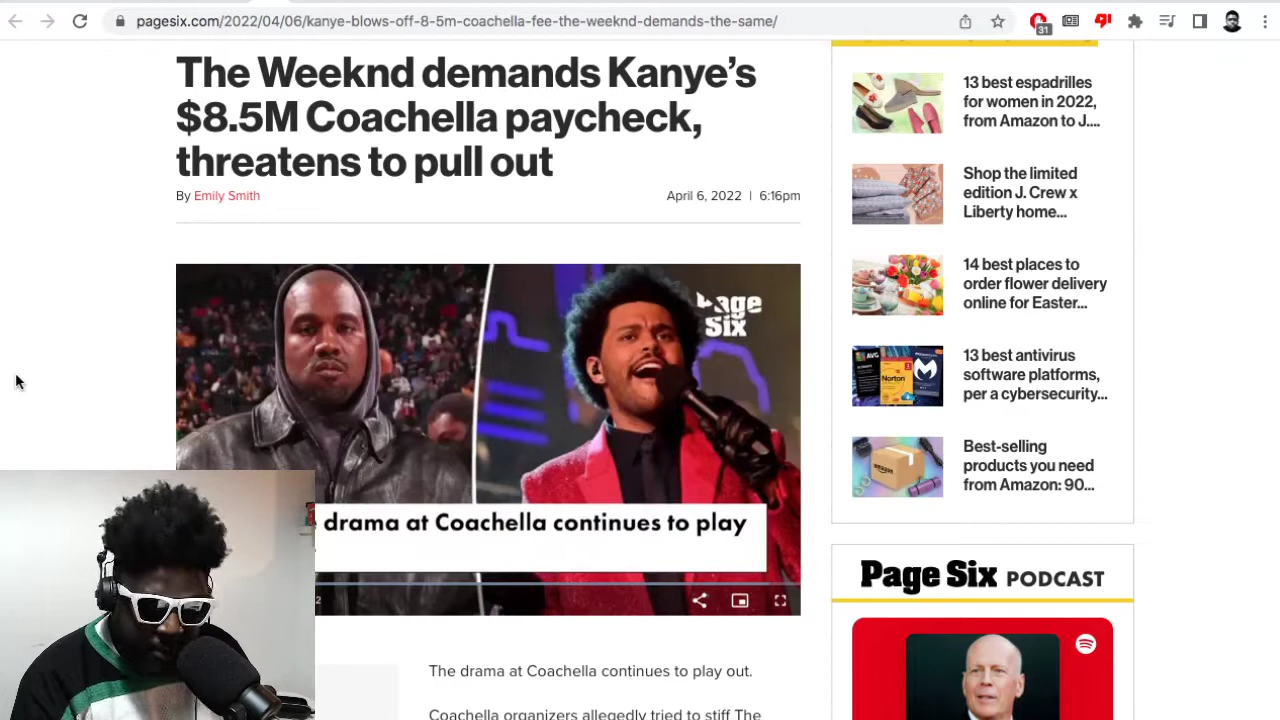 pagesix.com/2022/04/06/kanye-blows-off-8-5m-coachella-fee-the-weeknd-demands-the-same/
31
The Weeknd demands Kanye's
$8.5M Coachella paycheck,
threatens to pull out
By Emily Smith
April 6, 2022 | 6:16pm
Page
Six
drama at Coachella continues to play
2
The drama at Coachella continues to play out.
Coachella organizers allegedly tried to stiff The
13 best espadrilles
for women in 2022,
from Amazon to J....
Shop the limited
edition J. Crew x
Liberty home...
14 best places to
order flower delivery
online for Easter...
AVG
Norton
13 best antivirus
software platforms,
per a cybersecurity...
amazon
Best-selling
products you need
from Amazon: 90...
Page Six PODCAST